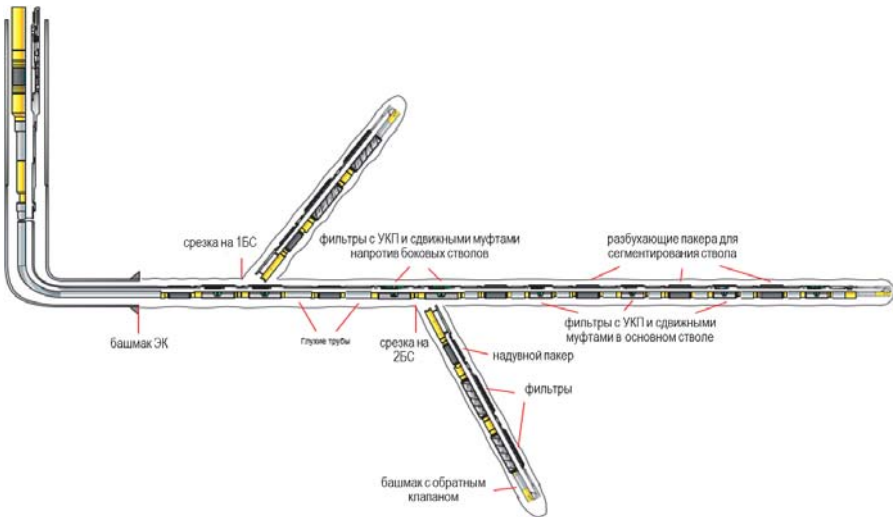 срезка на 1БС
фильтры с УКП и сдвижными муфтами
напротив боковых стволов
разбухающие пакера для
сегментирования ствола
башмак ЭК
Глухие трубы
срезка на
2БС
фильтры с УКП и сдвижными
муфтами в основном стволе
надувной пакер
фильтры
башмак с обратным
клапаном